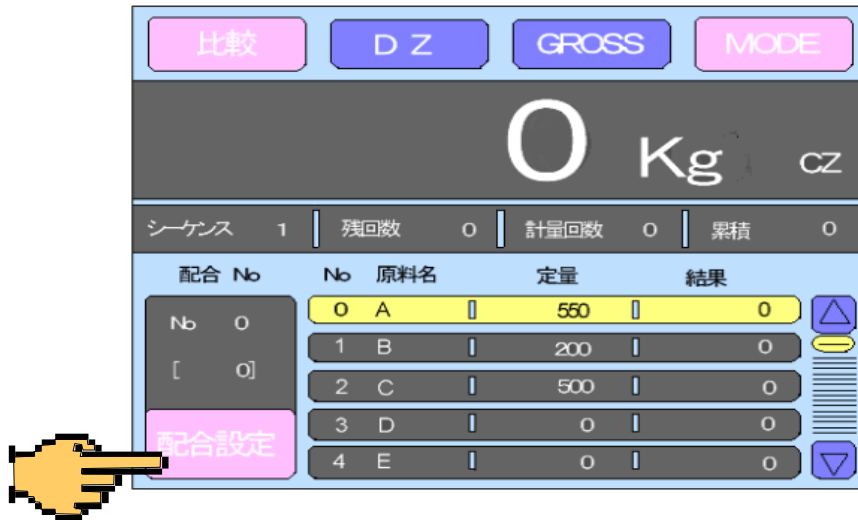 比較 D Z GROSS MODE
0 Kg CZ
シーケンス 1 残回数 0 計量回数 0 累積 0
配合 No No 原料名 定量 結果
No 0
[ 0]
配合設定
0 A 550 0
1 B 200 0
2 C 500 0
3 D 0 0
4 E 0 0